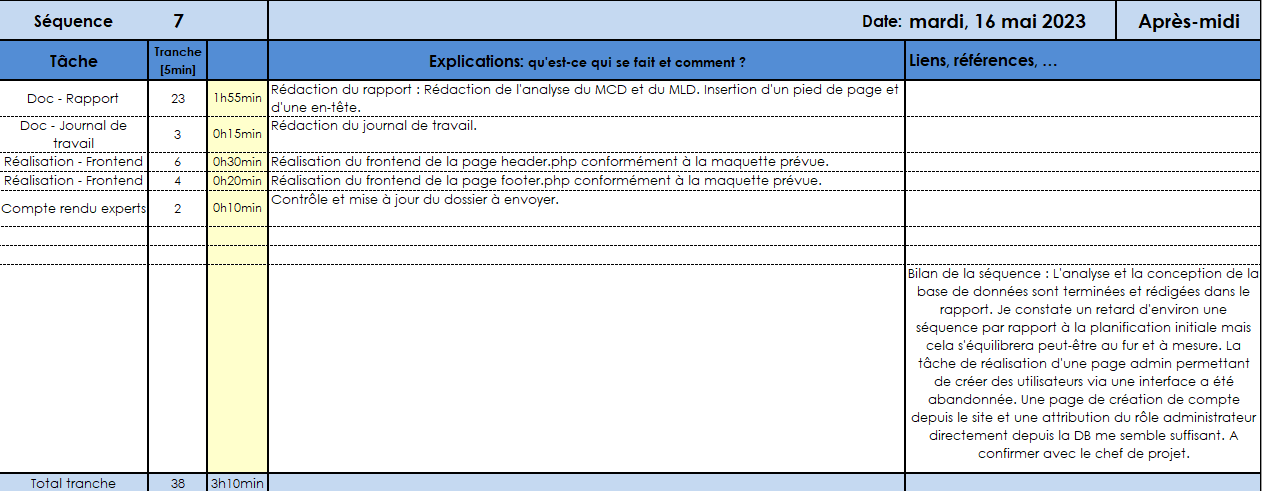 Séquence 7 Date: mardi, 16 mai 2023 Après-midi
Tâche Tranche [5min] Explications: qu'est-ce qui se fait et comment ? Liens, références, ...
Doc - Rapport 23 1h55min Rédaction du rapport : Rédaction de l'analyse du MCD et du MLD. Insertion d'un pied de page et
d'une en-tête.
Doc - Journal de
travail 3 0h15min Rédaction du journal de travail.
Réalisation - Frontend 6 0h30min Réalisation du frontend de la page header.php conformément à la maquette prévue.
Réalisation - Frontend 4 0h20min Réalisation du frontend de la page footer.php conformément à la maquette prévue.
Compte rendu experts 2 0h10min Contrôle et mise à jour du dossier à envoyer.
Bilan de la séquence : L'analyse et la conception de la
base de données sont terminées et rédigées dans le
rapport. Je constate un retard d'environ une
séquence par rapport à la planification initiale mais
cela s'équilibrera peut-être au fur et à mesure. La
tâche de réalisation d'une page admin permettant
de créer des utilisateurs via une interface a été
abandonnée. Une page de création de compte
depuis le site et une attribution du rôle administrateur
directement depuis la DB me semble suffisant. A
confirmer avec le chef de projet.
Total tranche 38 3h10min